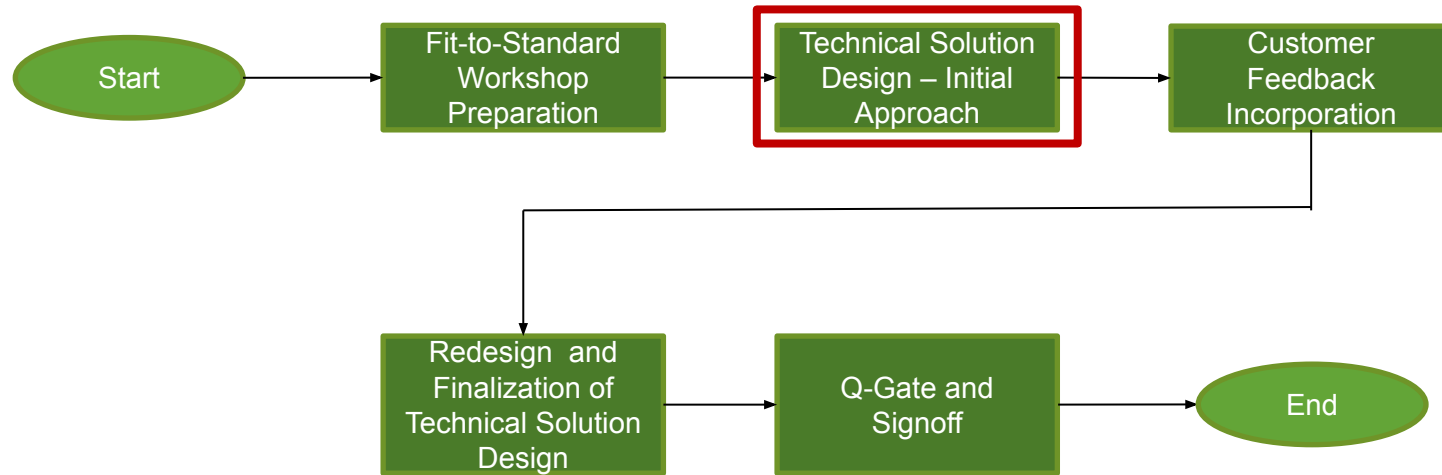 Start
Fit-to-Standard
Workshop
Preparation
Technical Solution
Design – Initial
Approach
Customer
Feedback
Incorporation
Redesign and
Finalization of
Technical Solution
Design
Q-Gate and
Signoff
End